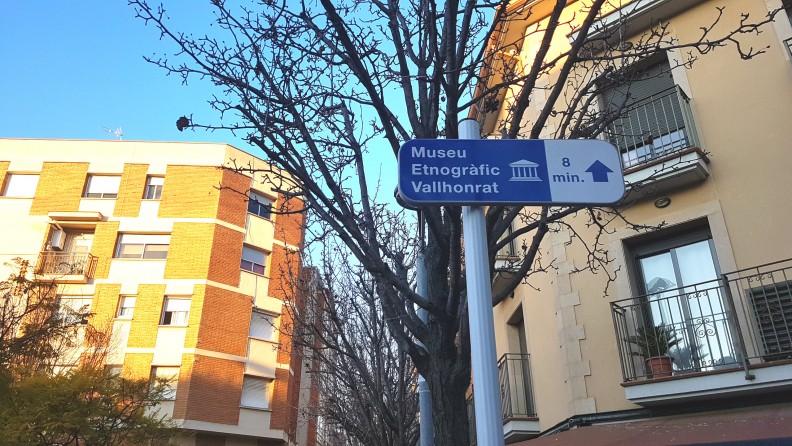 Museu
Etnogràfic
Vallhonrat
8
min.